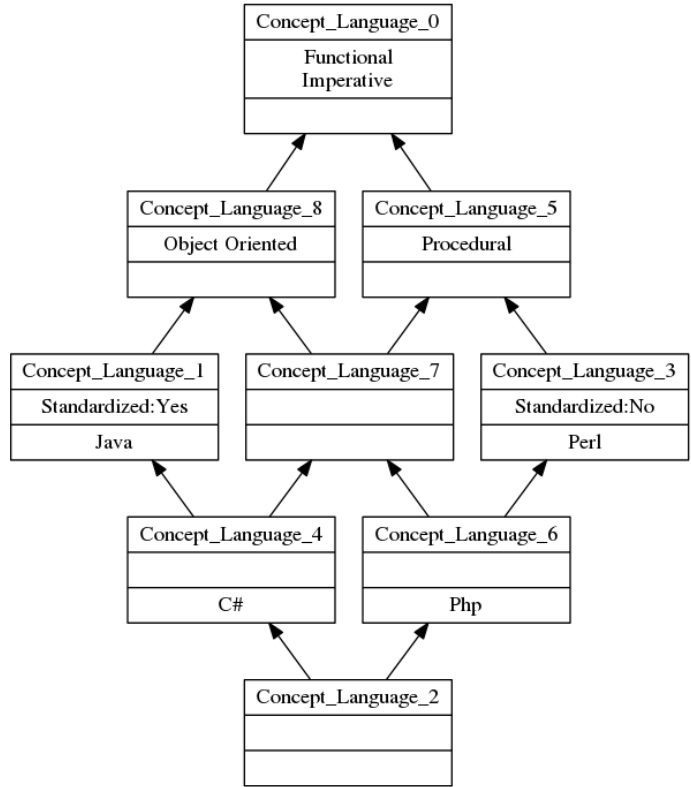 Concept_Language_0
Functional
Imperative
Concept_Language_8
Object Oriented
Concept_Language_5
Procedural
Concept_Language_1
Standardized:Yes
Java
Concept_Language_7
Concept_Language_3
Standardized:No
Perl
Concept_Language_4
C#
Concept_Language_6
Php
Concept_Language_2